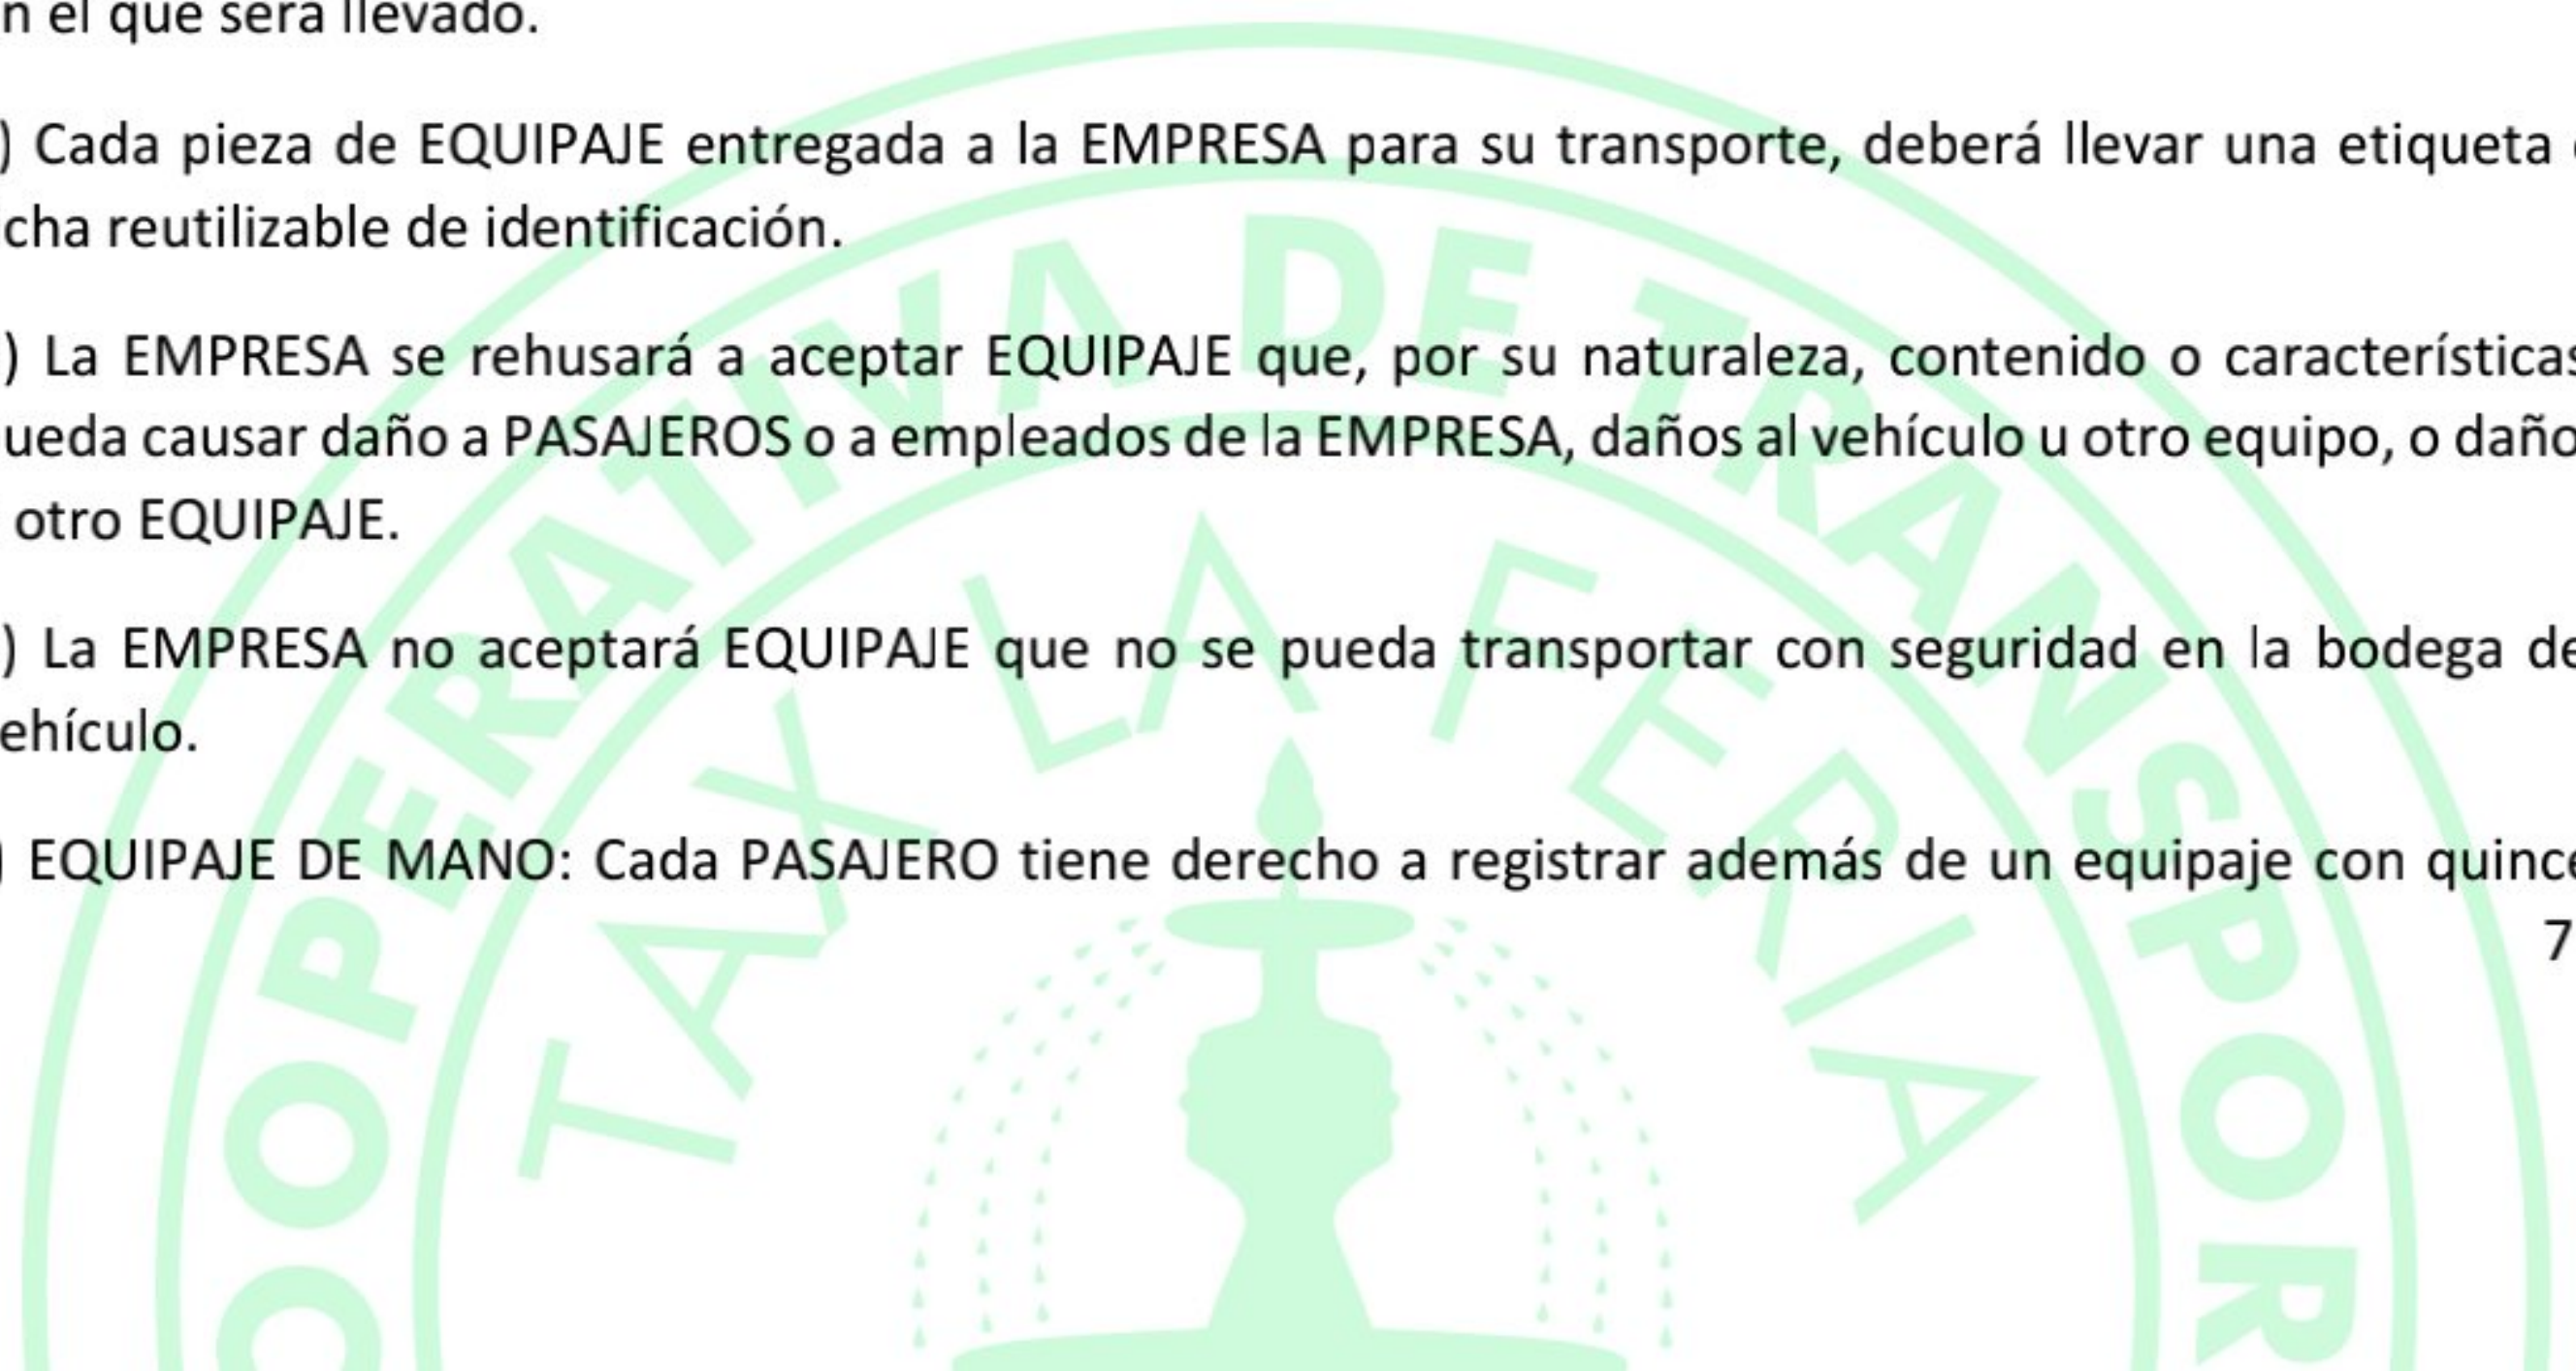 n el que será llevado.
) Cada pieza de EQUIPAJE entregada a la EMPRESA para su transporte, deberá llevar una etiqueta
cha reutilizable de identificación.
) La EMPRESA se rehusará a aceptar EQUIPAJE que, por su naturaleza, contenido o características
ueda causar daño a PASAJEROS o a empleados de la EMPRESA, daños al vehículo u otro equipo, o daño
otro EQUIPAJE.
) La EMPRESA no aceptará EQUIPAJE que no se pueda transportar con seguridad en la bodega de
ehículo.
) EQUIPAJE DE MANO: Cada PASAJERO tiene derecho a registrar además de un equipaje con quince
7
OOPERATIVA DE TRANSPOR
TAX LA FERIA